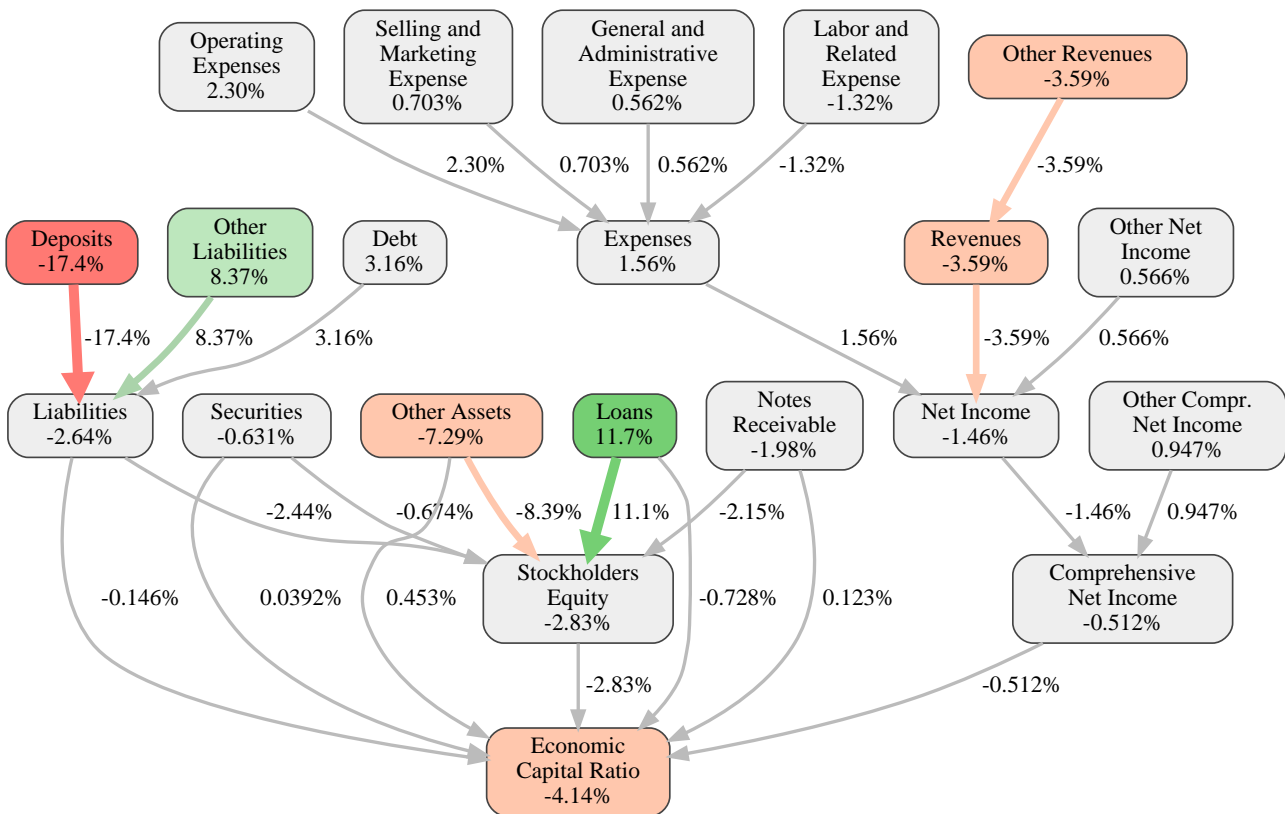 Operating
Expenses
2.30%
Selling and
Marketing
Expense
0.703%
General and
Administrative
Expense
0.562%
Labor and
Related
Expense
-1.32%
Other Revenues
-3.59%
2.30%
0.703%
0.562%
-1.32%
-3.59%
Deposits
-17.4%
Other
Liabilities
8.37%
Debt
3.16%
Expenses
1.56%
Revenues
-3.59%
Other Net
Income
0.566%
-17.4%
8.37%
3.16%
1.56%
-3.59%
0.566%
Liabilities
-2.64%
Securities
-0.631%
Other Assets
-7.29%
Loans
11.7%
Notes
Receivable
-1.98%
Net Income
-1.46%
Other Compr.
Net Income
0.947%
-2.44%
-0.674%
-8.39%
11.1%
-2.15%
-1.46%
0.947%
-0.146%
0.0392%
0.453%
Stockholders
Equity
-2.83%
-0.728%
0.123%
Comprehensive
Net Income
-0.512%
-2.83%
-0.512%
Economic
Capital Ratio
-4.14%